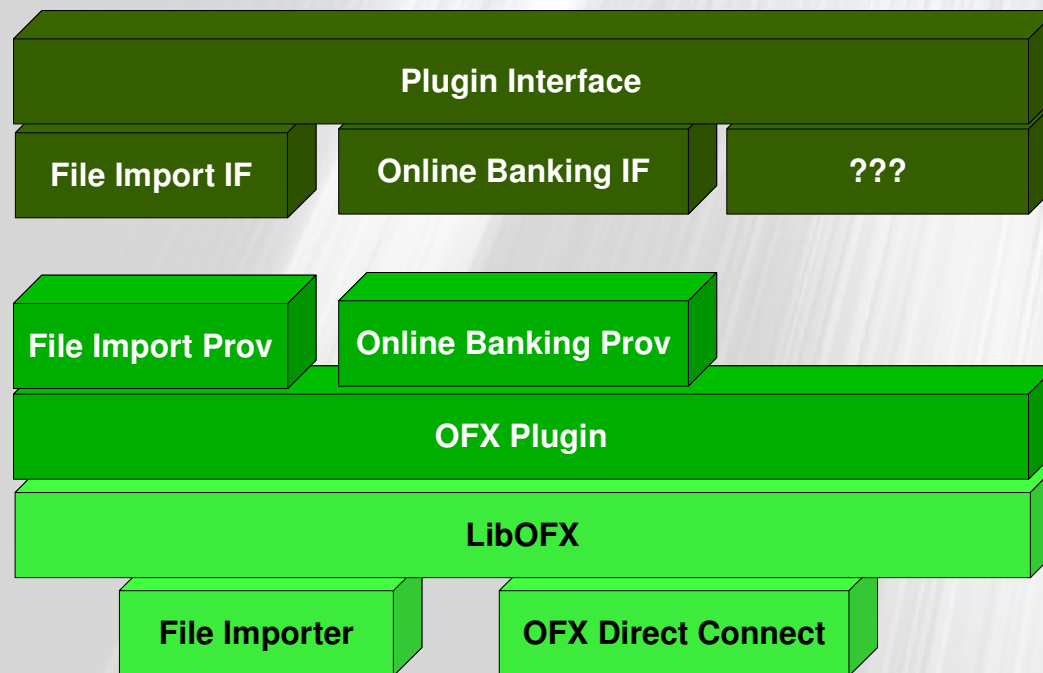 Plugin Interface
File Import IF
Online Banking IF
???
File Import Prov
Online Banking Prov
OFX Plugin
LibOFX
File Importer
OFX Direct Connect